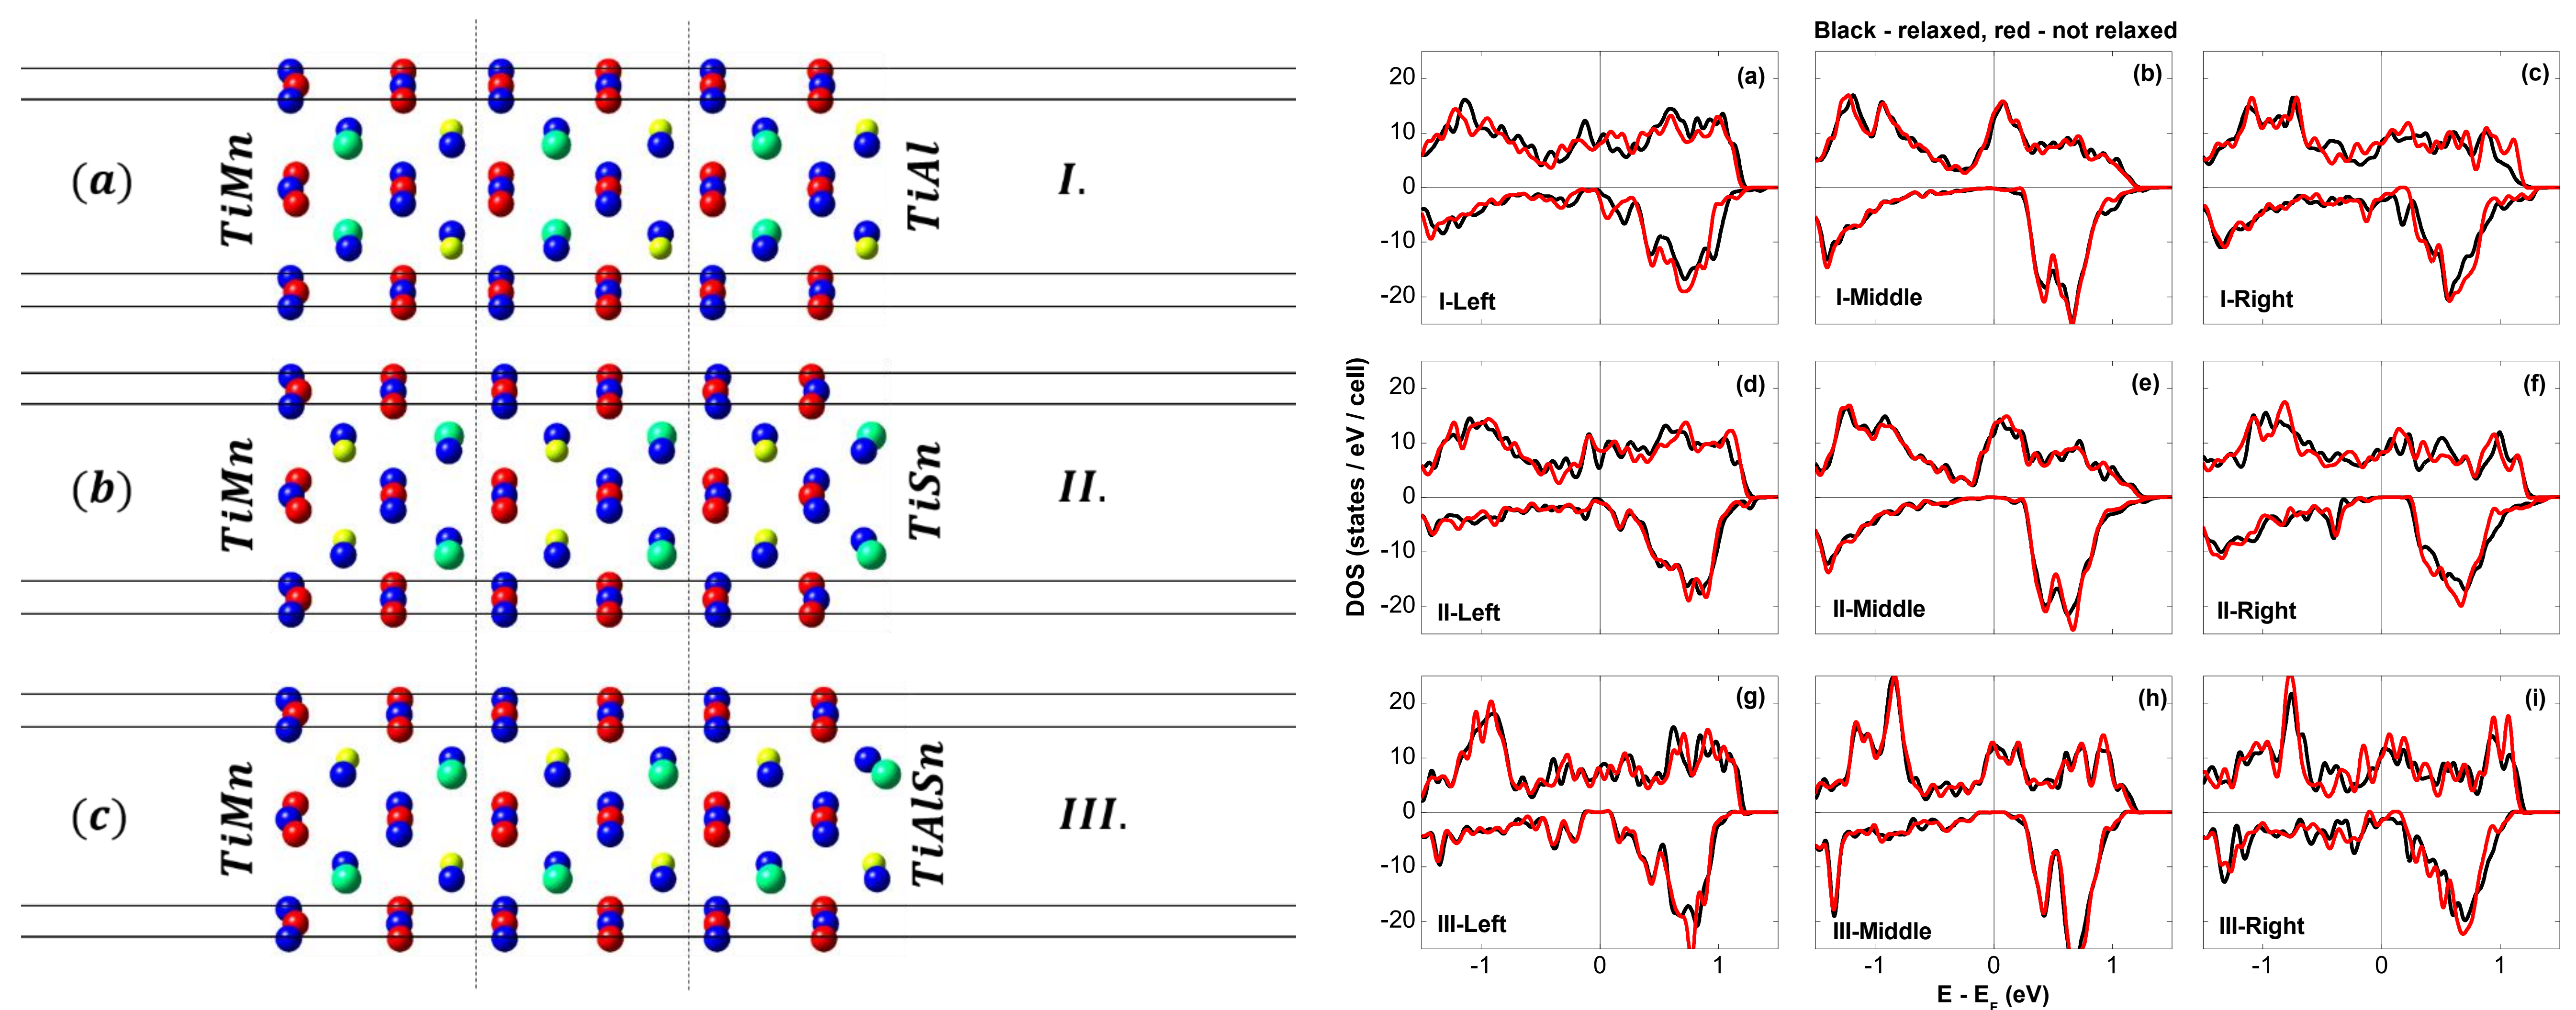 (a)
TiMn
TiAl
I.
(b)
TiMn
TiSn
II.
(c)
TiMn
TiAlSn
III.
Black - relaxed, red - not relaxed
DOS (states / eV / cell)
20
10
0
-10
-20
(a)
I-Left
(b)
I-Middle
(c)
I-Right
20
10
0
-10
-20
(d)
II-Left
(e)
II-Middle
(f)
II-Right
20
10
0
-10
-20
(g)
III-Left
(h)
III-Middle
(i)
III-Right
-1 0 1
-1 0 1
-1 0 1
E - E_F (eV)